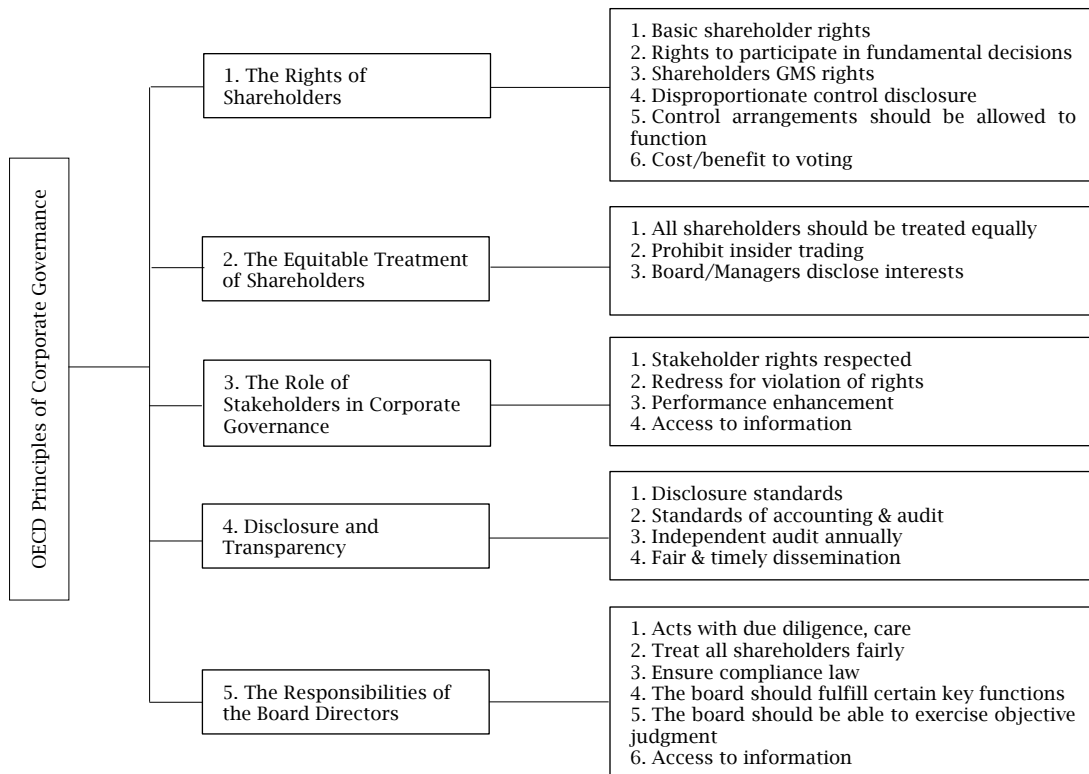 OECD Principles of Corporate Governance
1. The Rights of
Shareholders
1. Basic shareholder rights
2. Rights to participate in fundamental decisions
3. Shareholders GMS rights
4. Disproportionate control disclosure
5. Control arrangements should be allowed to
function
6. Cost/benefit to voting
2. The Equitable Treatment
of Shareholders
1. All shareholders should be treated equally
2. Prohibit insider trading
3. Board/Managers disclose interests
3. The Role of
Stakeholders in Corporate
Governance
1. Stakeholder rights respected
2. Redress for violation of rights
3. Performance enhancement
4. Access to information
4. Disclosure and
Transparency
1. Disclosure standards
2. Standards of accounting & audit
3. Independent audit annually
4. Fair & timely dissemination
5. The Responsibilities of
the Board Directors
1. Acts with due diligence, care
2. Treat all shareholders fairly
3. Ensure compliance law
4. The board should fulfill certain key functions
5. The board should be able to exercise objective
judgment
6. Access to information